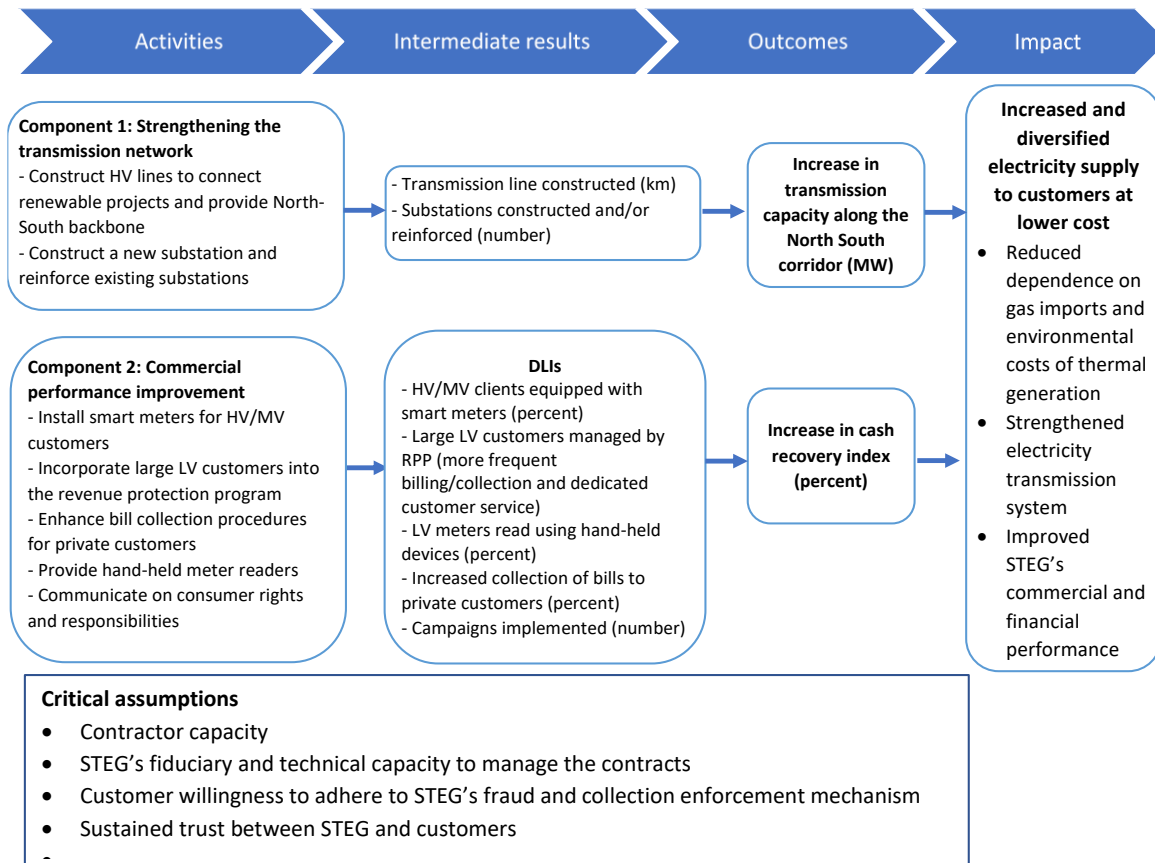 Activities
Intermediate results
Outcomes
Impact
Component 1: Strengthening the
transmission network
- Construct HV lines to connect
renewable projects and provide North-
South backbone
- Construct a new substation and
reinforce existing substations
- Transmission line constructed (km)
- Substations constructed and/or
reinforced (number)
Increase in
transmission
capacity along the
North South
corridor (MW)
Component 2: Commercial
performance improvement
- Install smart meters for HV/MV
customers
- Incorporate large LV customers into
the revenue protection program
- Enhance bill collection procedures
for private customers
- Provide hand-held meter readers
- Communicate on consumer rights
and responsibilities
DLIs
- HV/MV clients equipped with
smart meters (percent)
- Large LV customers managed by
RPP (more frequent
billing/collection and dedicated
customer service)
- LV meters read using hand-held
devices (percent)
- Increased collection of bills to
private customers (percent)
- Campaigns implemented (number)
Increase in cash
recovery index
(percent)
Increased and
diversified
electricity supply
to customers at
lower cost
• Reduced
dependence on
gas imports and
environmental
costs of thermal
generation
• Strengthened
electricity
transmission
system
• Improved
STEG's
commercial and
financial
performance
Critical assumptions
• Contractor capacity
• STEG's fiduciary and technical capacity to manage the contracts
• Customer willingness to adhere to STEG's fraud and collection enforcement mechanism
• Sustained trust between STEG and customers
•